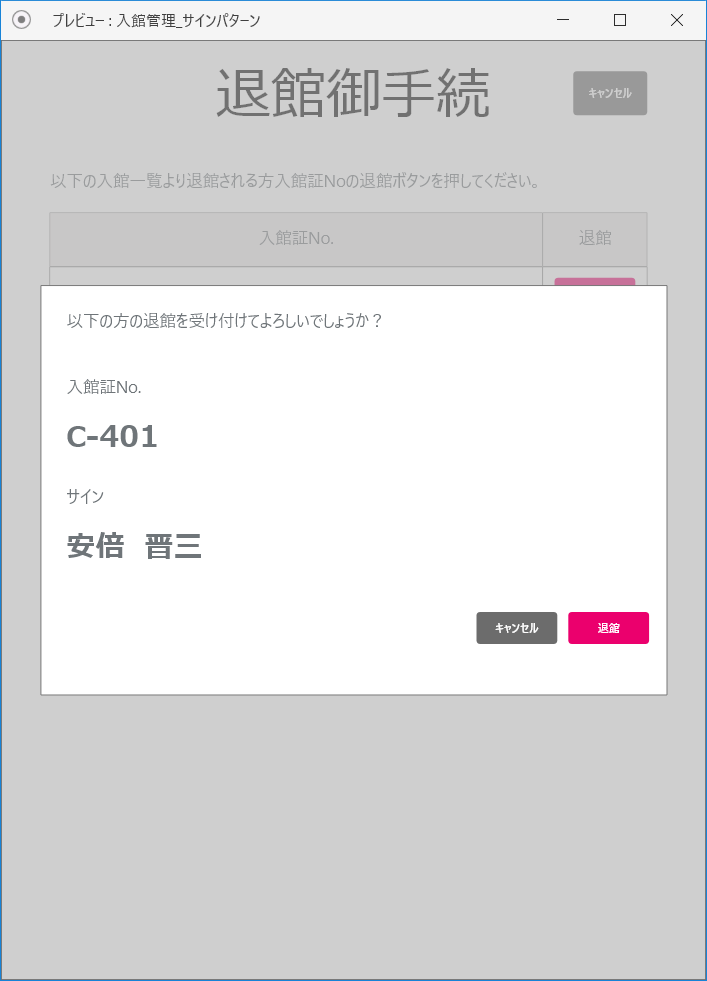 プレビュー : 入館管理_サインパターン
退館御手続
キャンセル
以下の入館一覧より退館される方入館証Noの退館ボタンを押してください。
入館証No. 退館
以下の方の退館を受け付けてよろしいでしょうか？
入館証No.
C-401
サイン
安倍　晋三
キャンセル 退館